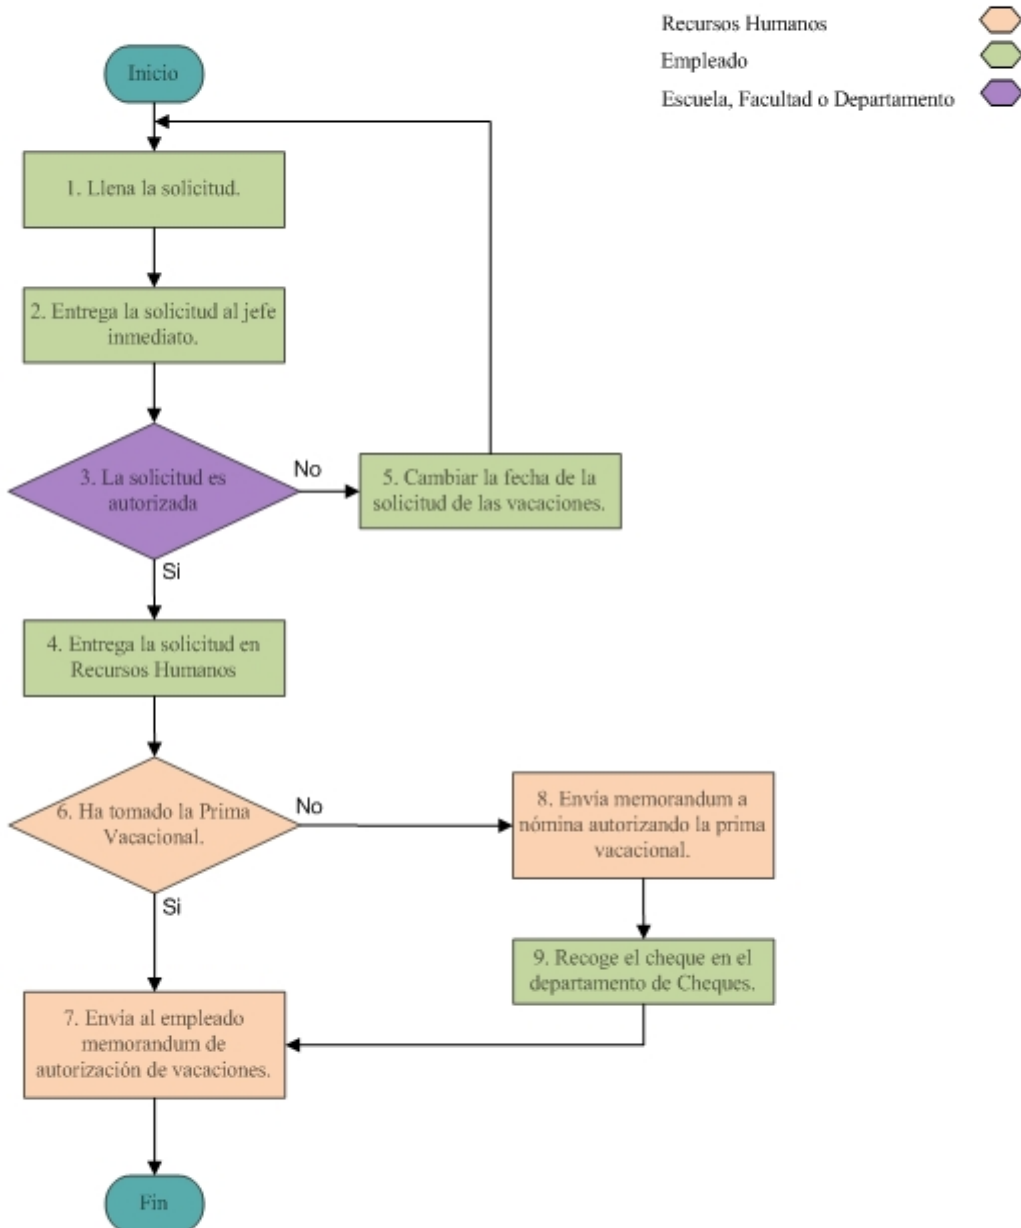 Recursos Humanos
Empleado
Escuela, Facultad o Departamento
Inicio
1. Llena la solicitud.
2. Entrega la solicitud al jefe
inmediato.
3. La solicitud es
autorizada
No
5. Cambiar la fecha de la
solicitud de las vacaciones.
Si
4. Entrega la solicitud en
Recursos Humanos
6. Ha tomado la Prima
Vacacional.
No
8. Envía memorandum a
nómina autorizando la prima
vacacional.
Si
9. Recoge el cheque en el
departamento de Cheques.
7. Envía al empleado
memorandum de
autorización de vacaciones.
Fin